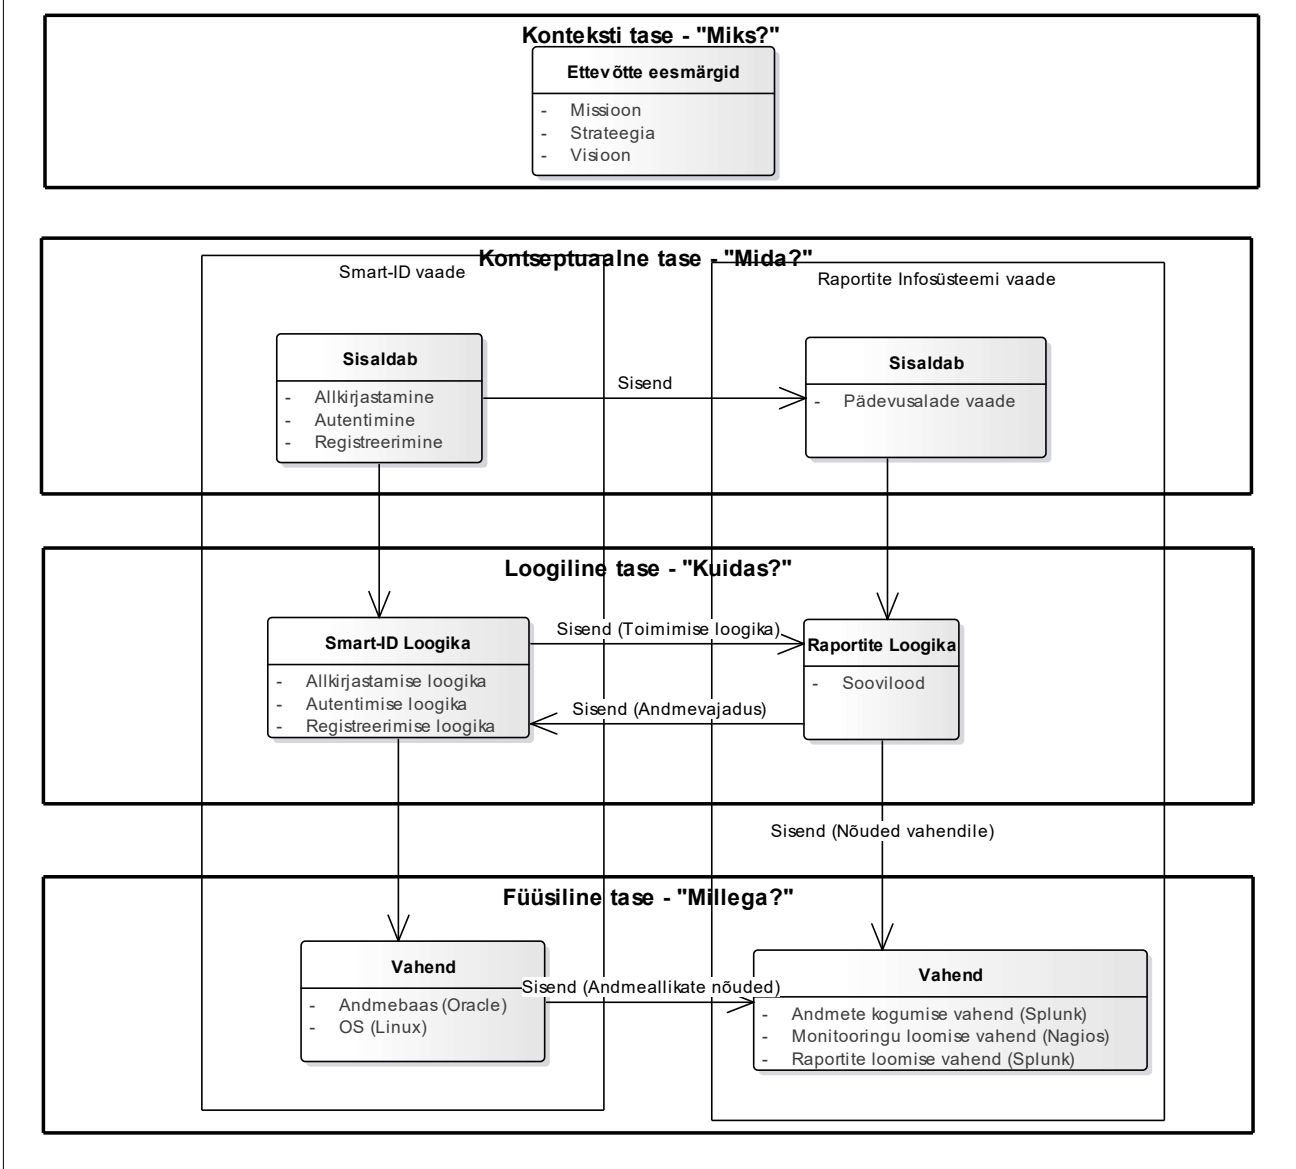 Konteksti tase - "Miks?"
Ettevõtte eesmärgid
- Missioon
- Strateegia
- Visioon
Kontseptuaalne tase - "Mida?"
Smart-ID vaade
Raportite Infosüsteemi vaade
Sisaldab
- Allkirjastamine
- Autentimine
- Registreerimine
Sisend
Sisaldab
- Pädevusalade vaade
Loogiline tase - "Kuidas?"
Smart-ID Loogika
- Allkirjastamise loogika
- Autentimise loogika
- Registreerimise loogika
Sisend (Toimimise loogika)
Sisend (Andmevajadus)
Raportite Loogika
- Soovilood
Sisend (Nõuded vahendile)
Füüsiline tase - "Millega?"
Vahend
- Andmebaas (Oracle)
- OS (Linux)
Sisend (Andmeallikate nõuded)
Vahend
- Andmete kogumise vahend (Splunk)
- Monitooringu loomise vahend (Nagios)
- Raportite loomise vahend (Splunk)